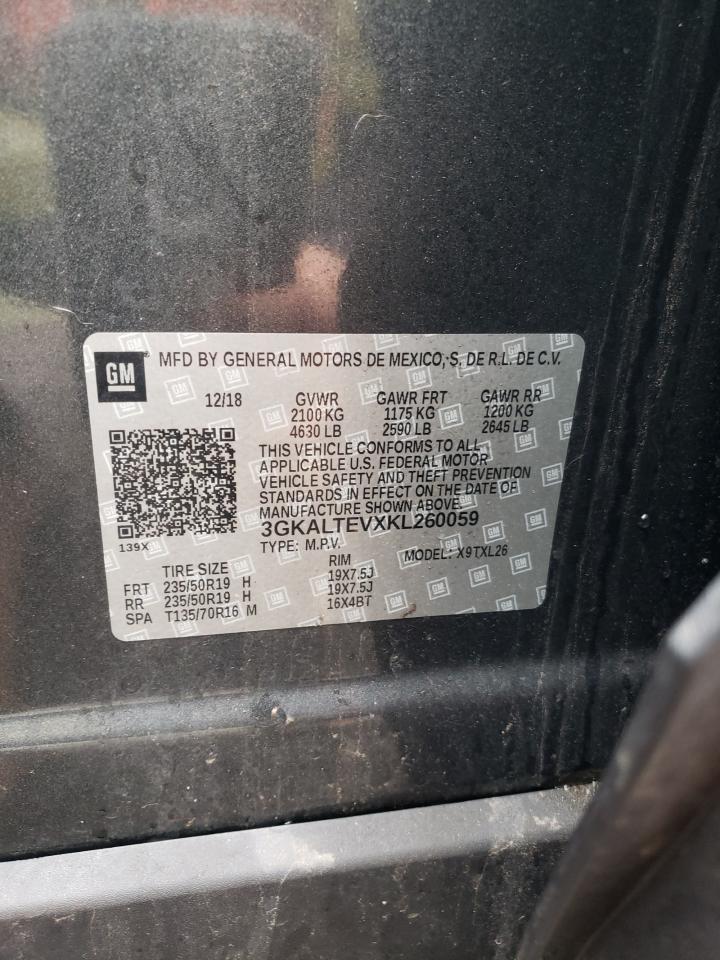 GM
MFD BY GENERAL MOTORS DE MEXICO, S. DE R.L. DE C.V.
12/18 GVWR GAWR FRT GAWR RR
2100 KG 1175 KG 1200 KG
4630 LB 2590 LB 2645 LB
THIS VEHICLE CONFORMS TO ALL
APPLICABLE U.S. FEDERAL MOTOR
VEHICLE SAFETY AND THEFT PREVENTION
STANDARDS IN EFFECT ON THE DATE OF
MANUFACTURE SHOWN ABOVE.
3GKALTEVXKL260059
139X
TYPE: M.P.V. MODEL: X9TXL26
TIRE SIZE RIM
FRT 235/50R19 H 19X7.5J
RR 235/50R19 H 19X7.5J
SPA T135/70R16 M 16X4BT